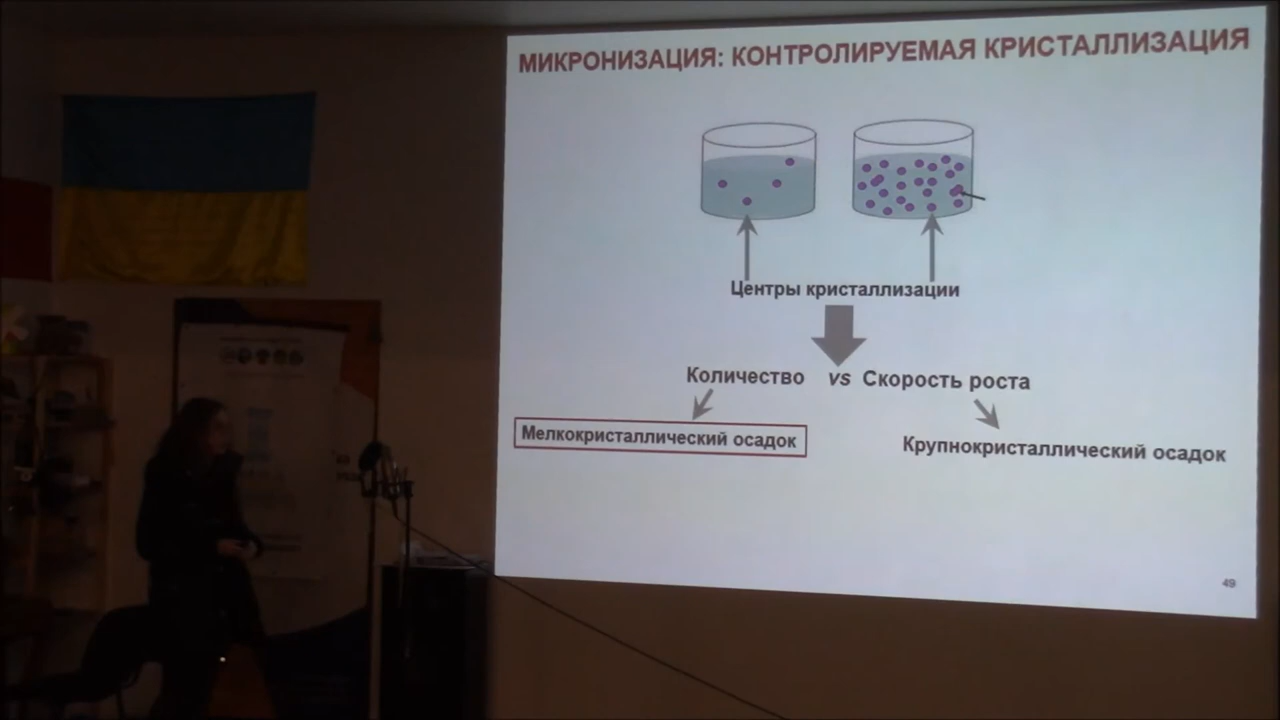 МИКРОНИЗАЦИЯ: КОНТРОЛИРУЕМАЯ КРИСТАЛЛИЗАЦИЯ
Центры кристаллизации
Количество vs Скорость роста
Мелкокристаллический осадок
Крупнокристаллический осадок
49